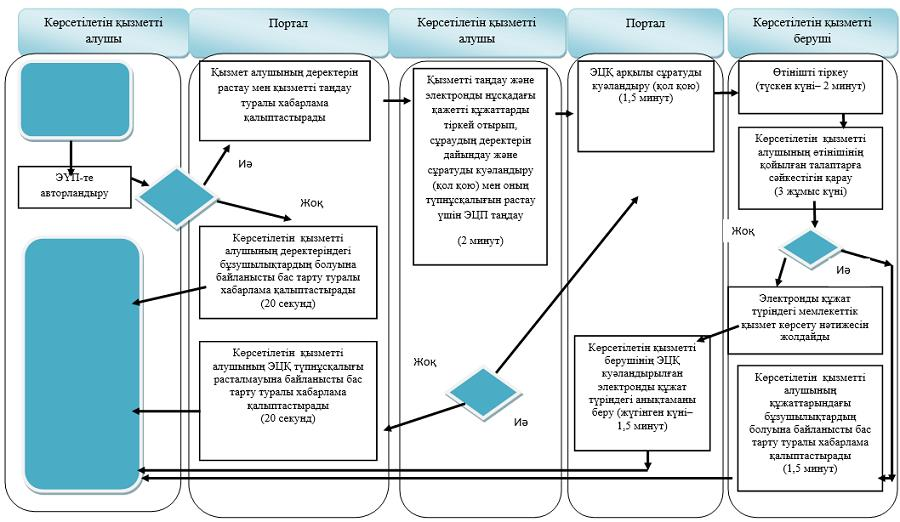 Көрсетілетін қызметті
алушы
Портал
Көрсетілетін қызметті
алушы
Портал
Көрсетілетін қызметті
беруші
ЭҮП-те
авторландыру
Иә
Жоқ
Қызмет алушының деректерін
растау мен қызметті таңдау
туралы хабарлама
қалыптастырады
Көрсетілетін қызметті
алушының деректеріндегі
бұзушылықтардың болуына
байланысты бас тарту туралы
хабарлама қалыптастырады
(20 секунд)
Көрсетілетін қызметті
алушының ЭЦҚ түпнұсқалығы
расталмауына байланысты бас
тарту туралы хабарлама
қалыптастырады
(20 секунд)
Қызметті таңдау және
электронды нұсқадағы
қажетті құжаттарды
тіркей отырып,
сұраудың деректерін
дайындау және
сұратуды куәландыру
(қол қою) мен оның
түпнұсқалығын растау
үшін ЭЦП таңдау
(2 минут)
Жоқ
Иә
ЭЦҚ арқылы сұратуды
куәландыру (қол қою)
(1,5 минут)
Көрсетілетін қызметті
берушінің ЭЦҚ
куәландырылған
электронды құжат
түріндегі анықтаманы
беру (жүгінген күні–
1,5 минут)
Өтінішті тіркеу
(түскен күні– 2 минут)
Көрсетілетін қызметті
алушының өтінішінің
қойылған талаптарға
сәйкестігін қарау
(3 жұмыс күні)
Жоқ
Иә
Электронды құжат
түріндегі мемлекеттік
қызмет көрсету нәтижесін
жолдайды
Көрсетілетін қызметті
алушының
құжаттарындағы
бұзушылықтардың
болуына байланысты бас
тарту туралы хабарлама
қалыптастырады
(1,5 минут)